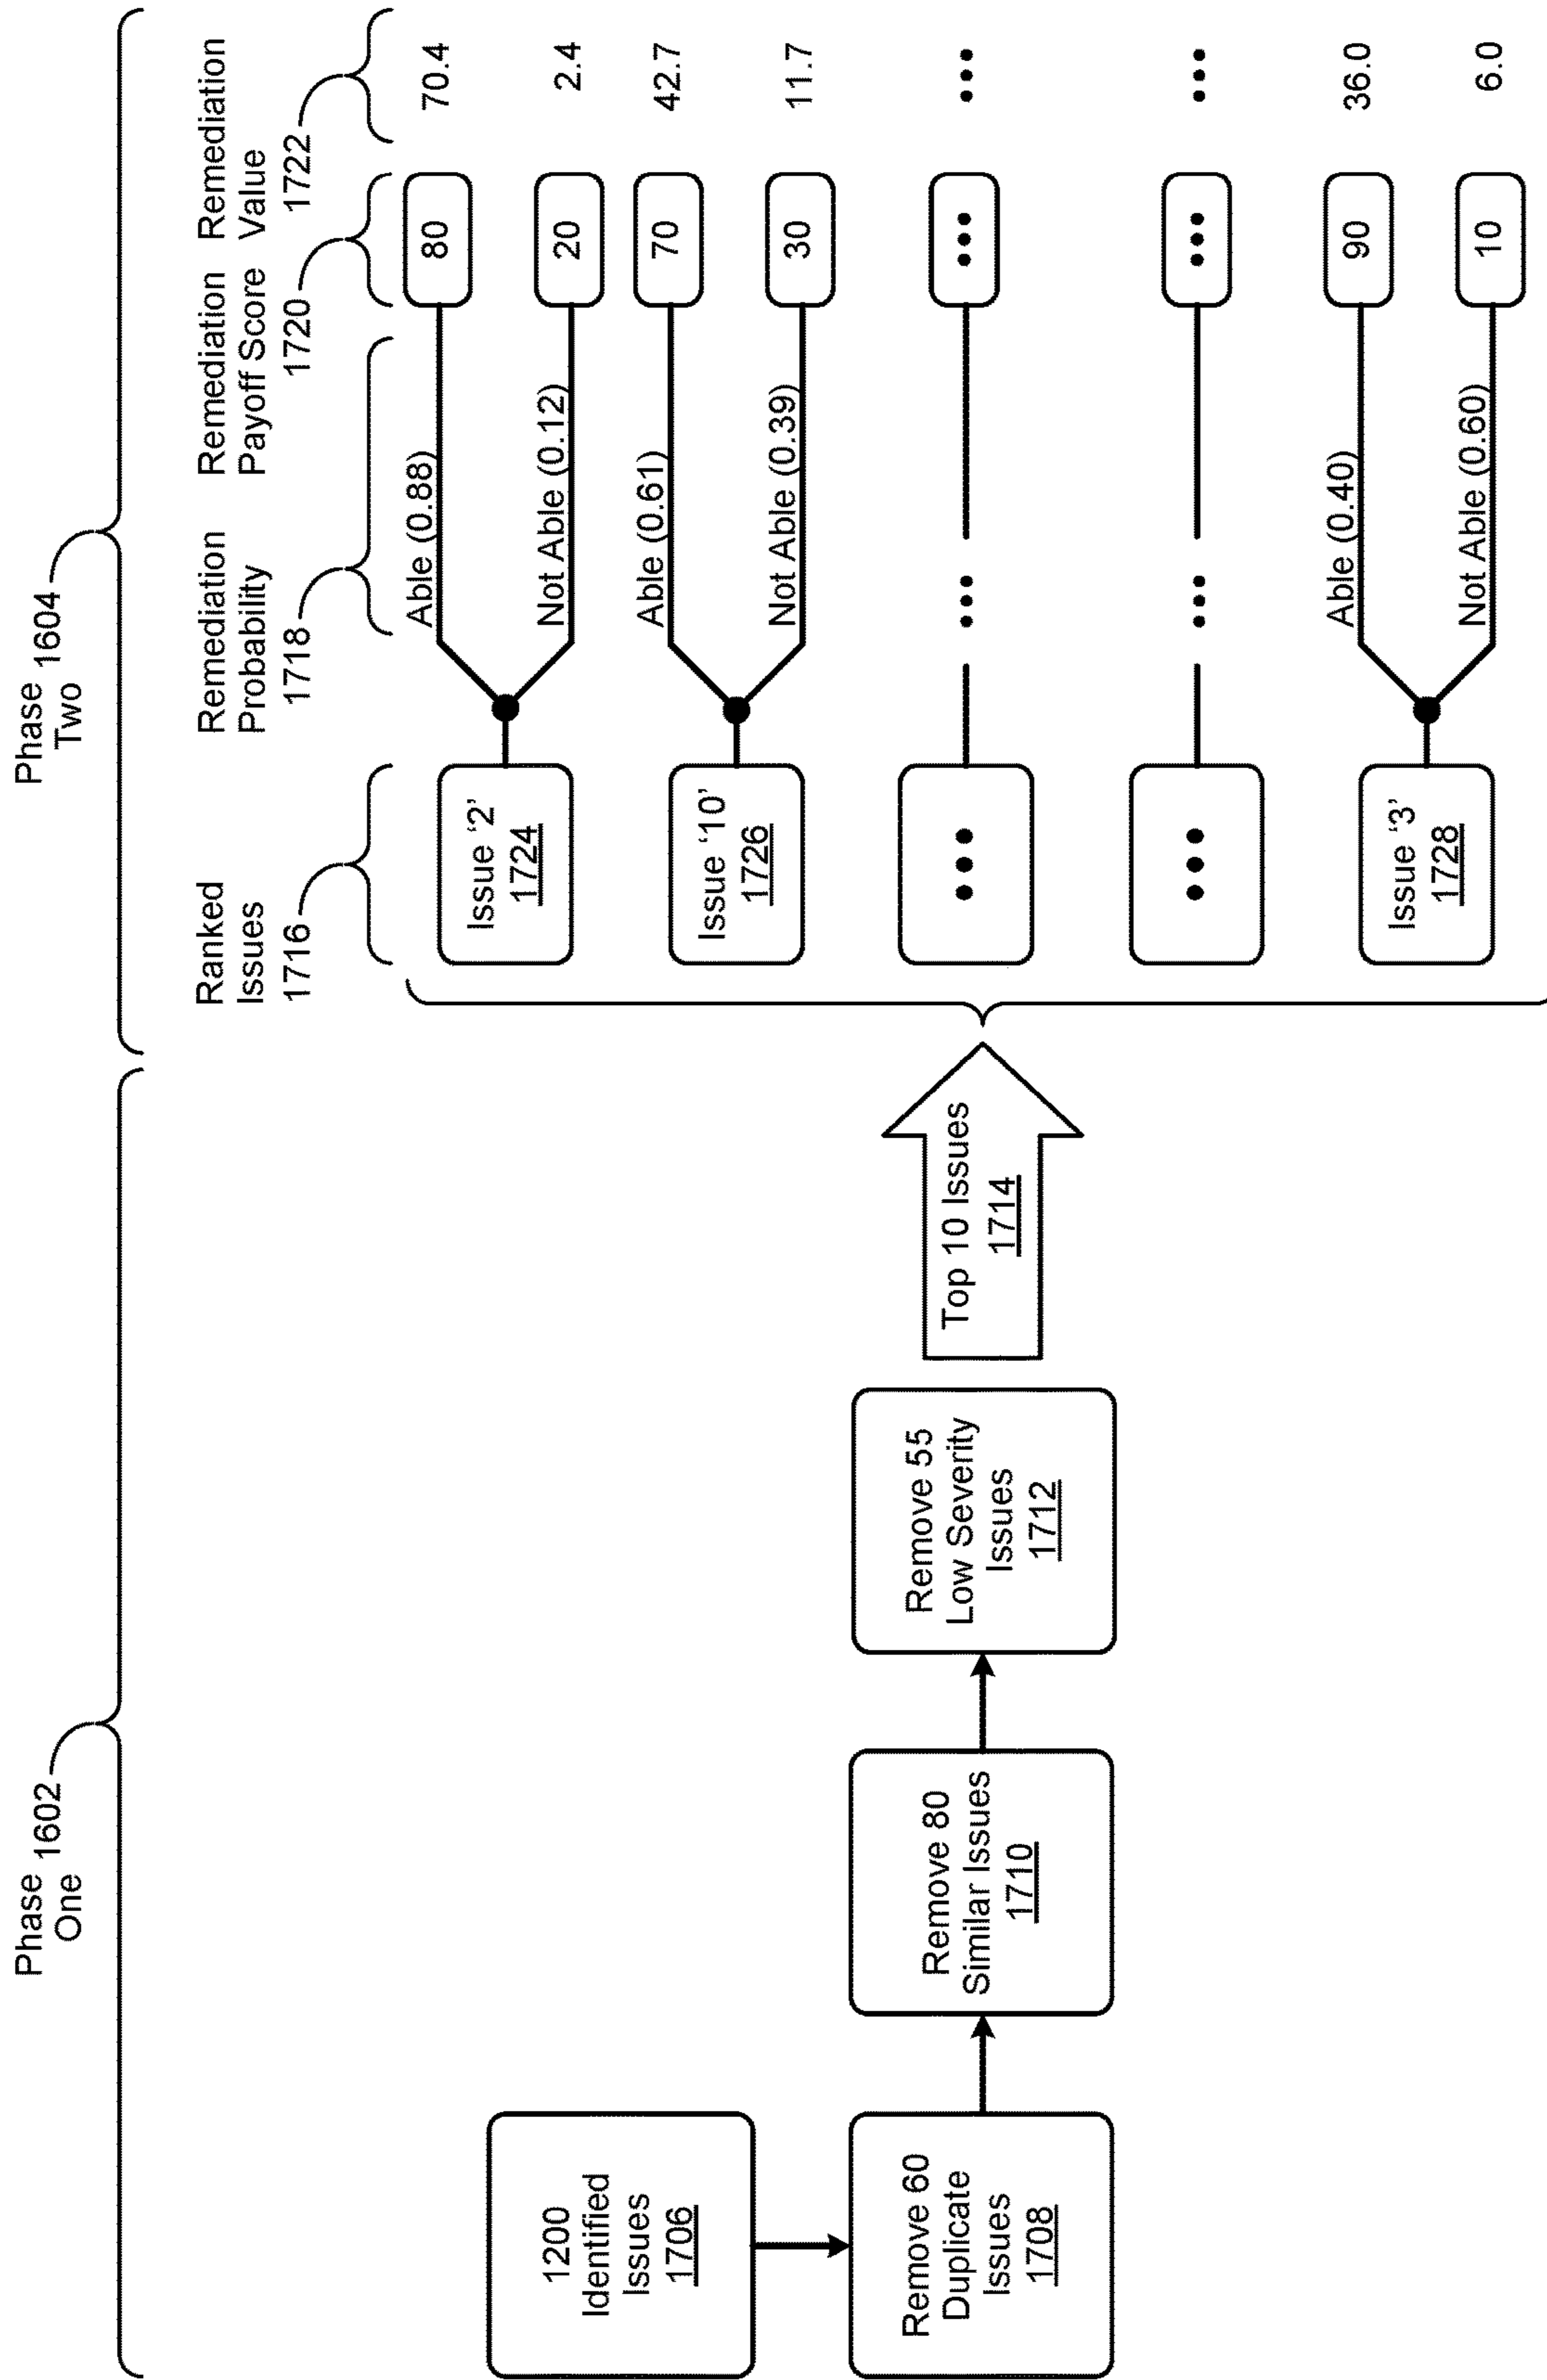 Phase 1602
One
Phase 1604
Two
1200
Identified
Issues
1706
Remove 60
Duplicate
Issues
1708
Remove 80
Similar Issues
1710
Remove 55
Low Severity
Issues
1712
Top 10 Issues
1714
Ranked
Issues
1716
Remediation
Probability
1718
Remediation
Payoff Score
1720
Remediation
Value
1722
Issue ‘2’
1724
Able (0.88)
80
70.4
Not Able (0.12)
20
2.4
Issue ‘10’
1726
Able (0.61)
70
42.7
Not Able (0.39)
30
11.7
Issue ‘3’
1728
Able (0.40)
90
36.0
Not Able (0.60)
10
6.0